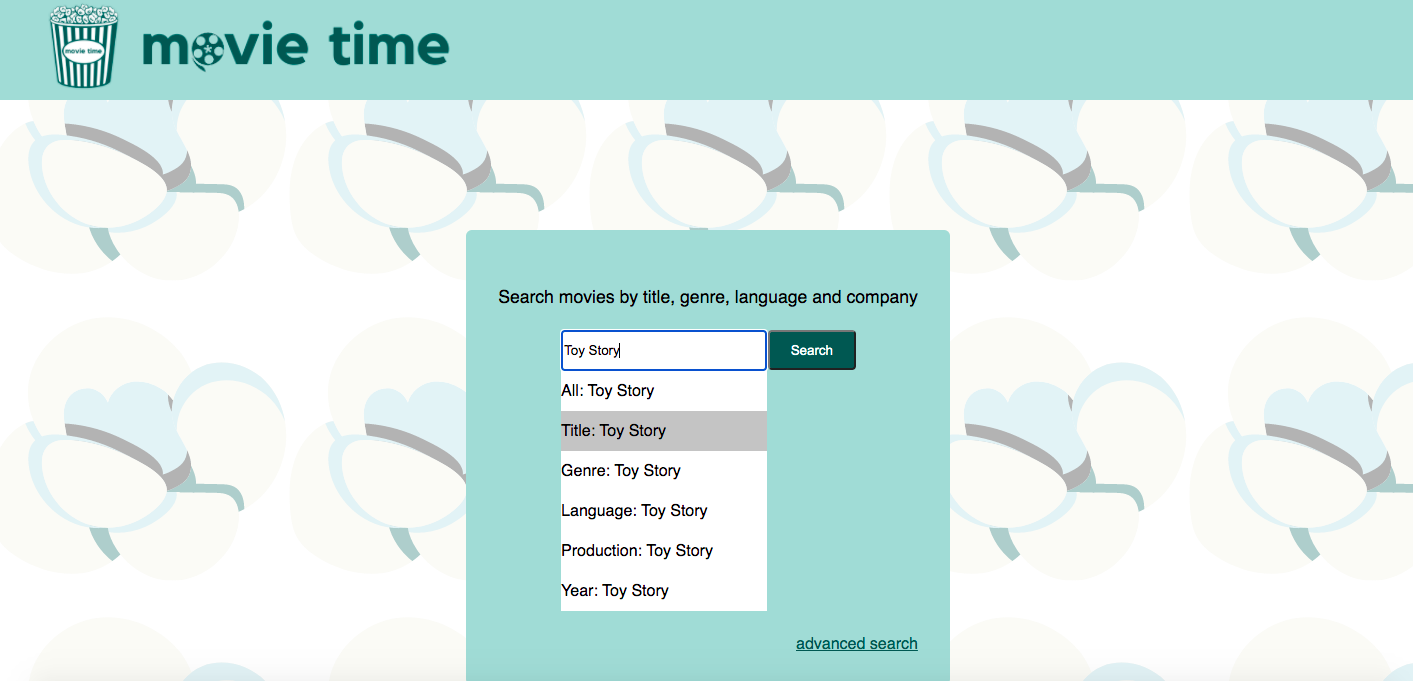 movie time
movie time
Search movies by title, genre, language and company
Toy Story
Search
All: Toy Story
Title: Toy Story
Genre: Toy Story
Language: Toy Story
Production: Toy Story
Year: Toy Story
advanced search